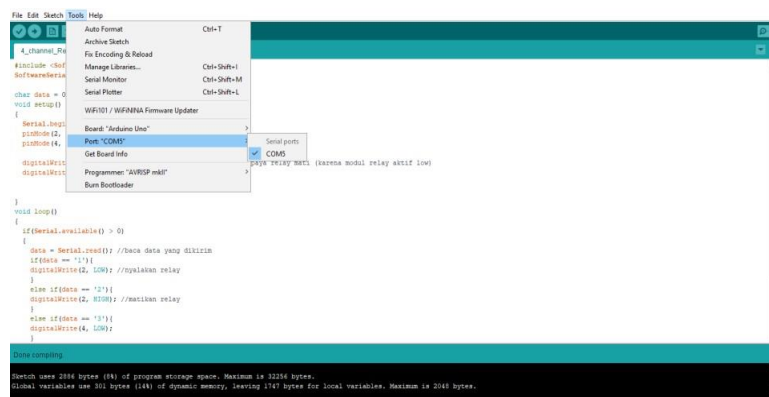 File Edit Sketch Tools Help
Auto Format Ctrl+T
Archive Sketch
Fix Encoding & Reload
Manage Libraries... Ctrl+Shift+I
Serial Monitor Ctrl+Shift+M
Serial Plotter Ctrl+Shift+L
WiFi101 / WiFiNINA Firmware Updater
Board: "Arduino Uno"
Port: "COM5"
Get Board Info
Programmer: "AVRISP mkII"
Burn Bootloader
Serial ports
COM5
4_channel_Re
#include <Sof
SoftwareSeria
char data = 0
void setup()
{
Serial.begi
pinMode(2,
pinMode(4,
digitalWrit paya relay mati (karena modul relay aktif low)
digitalWrit
}
void loop()
{
if(Serial.available() > 0)
{
data = Serial.read(); //baca data yang dikirim
if(data == '1'){
digitalWrite(2, LOW); //nyalakan relay
}
else if(data == '2'){
digitalWrite(2, HIGH); //matikan relay
}
else if(data == '3'){
digitalWrite(4, LOW);
}
Done compiling.
Sketch uses 2886 bytes (8%) of program storage space. Maximum is 32256 bytes.
Global variables use 301 bytes (14%) of dynamic memory, leaving 1747 bytes for local variables. Maximum is 2048 bytes.